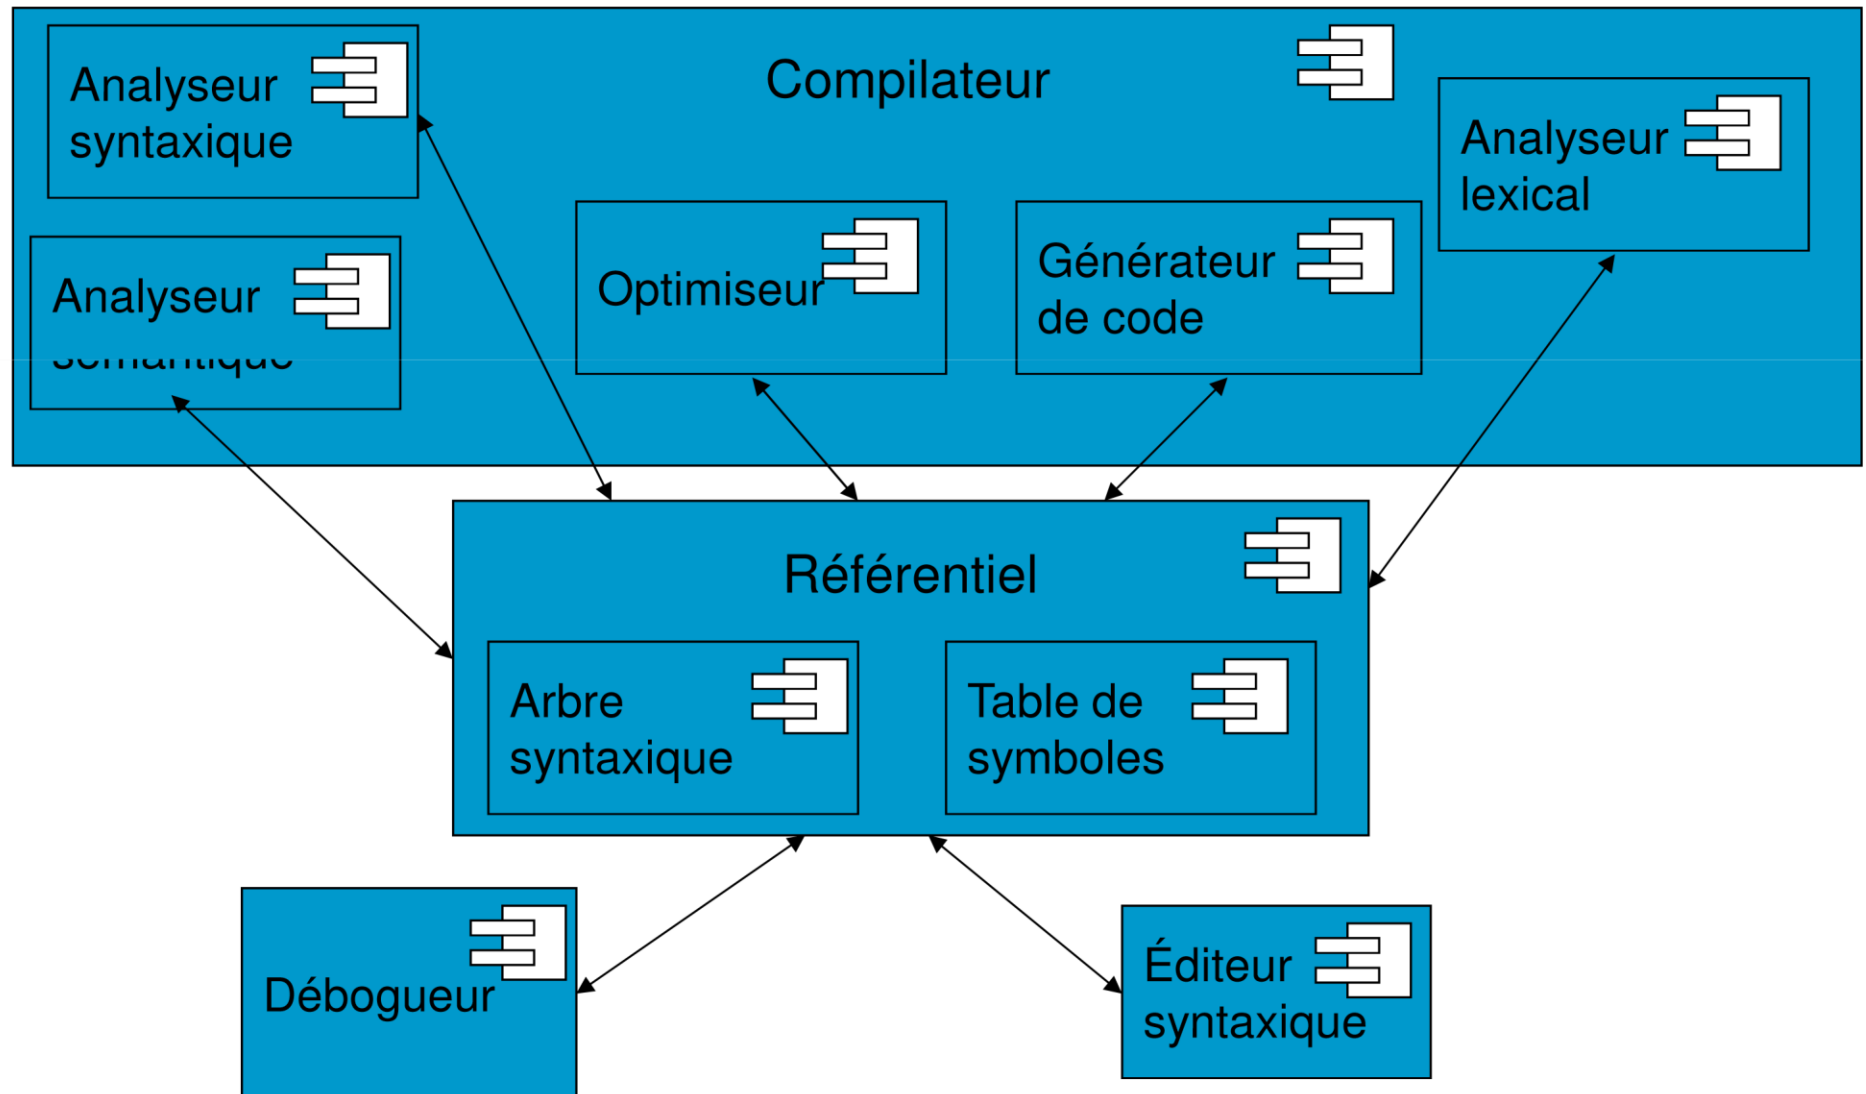 Analyseur
syntaxique
Compilateur
Analyseur
lexical
Analyseur
sémantique
Optimiseur
Générateur
de code
Référentiel
Arbre
syntaxique
Table de
symboles
Débogueur
Éditeur
syntaxique